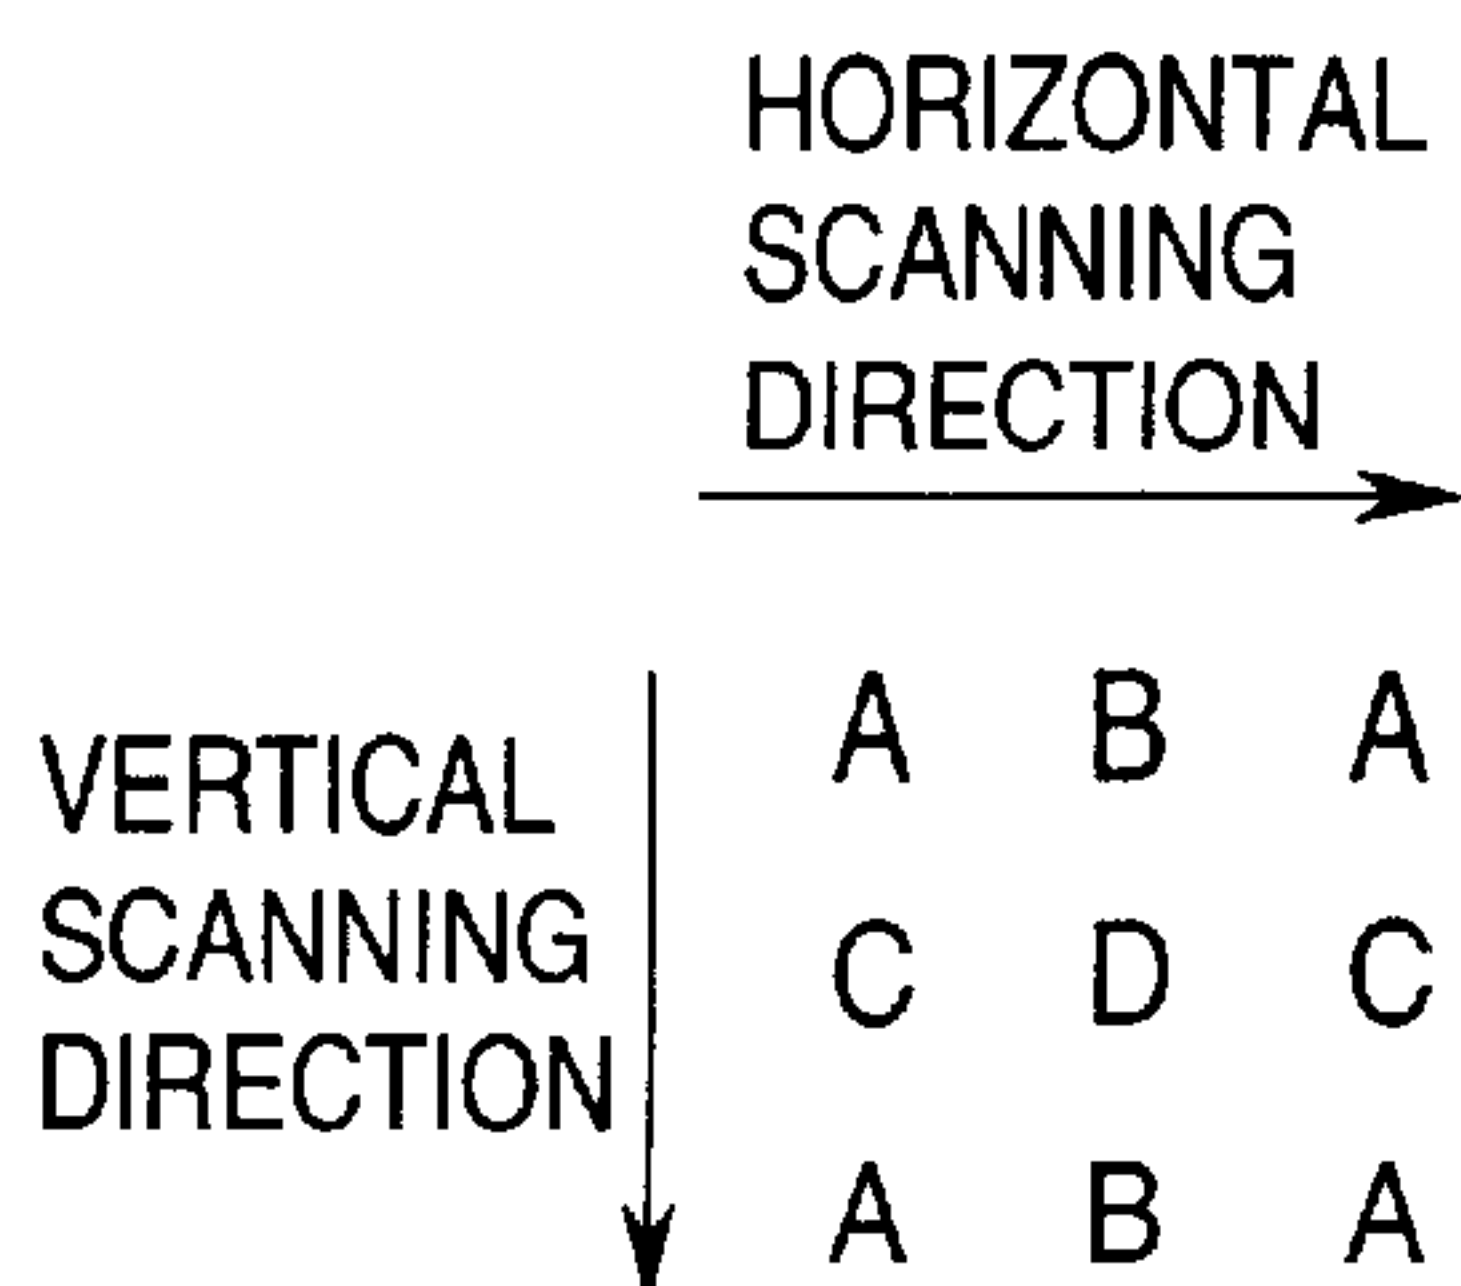 HORIZONTAL
SCANNING
DIRECTION
VERTICAL
SCANNING
DIRECTION
A B A
C D C
A B A